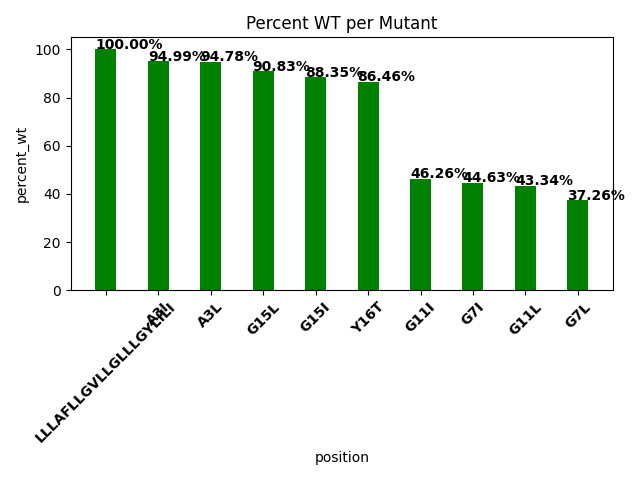 Percent WT per Mutant
percent_wt
100
80
60
40
20
0
100.00%
94.99%
94.78%
90.83%
88.35%
86.46%
46.26%
44.63%
43.34%
37.26%
LLLAFLLGVLLGLLLGYLILI
A3I
A3L
G15L
G15I
Y16T
G11I
G7I
G11L
G7L
position